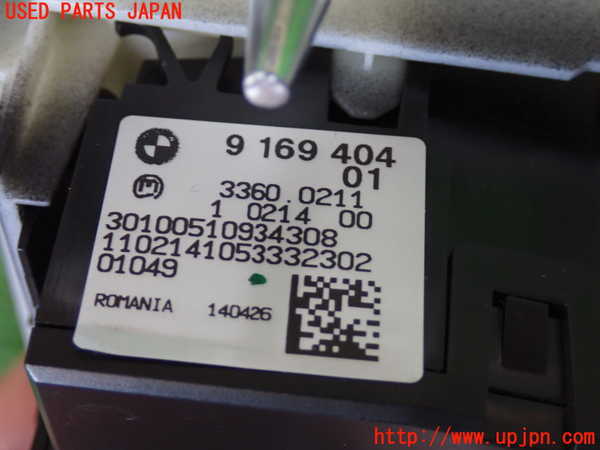 USED PARTS JAPAN
9 169 404
01
3360.0211
1 0214 00
30100510934308
1102141053332302
01049
ROMANIA 140426
http://www.upjpn.com/